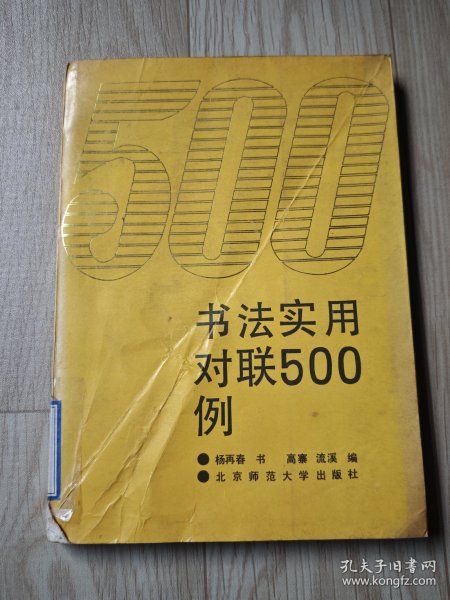 500
书法实用
对联500
例
●杨再春 书 高寨 流溪 编
●北京师范大学出版社
孔夫子旧书网
www.kongfz.com